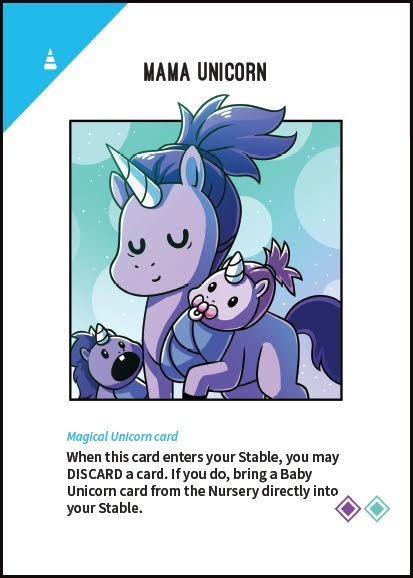 MAMA UNICORN
Magical Unicorn card
When this card enters your Stable, you may
DISCARD a card. If you do, bring a Baby
Unicorn card from the Nursery directly into
your Stable.